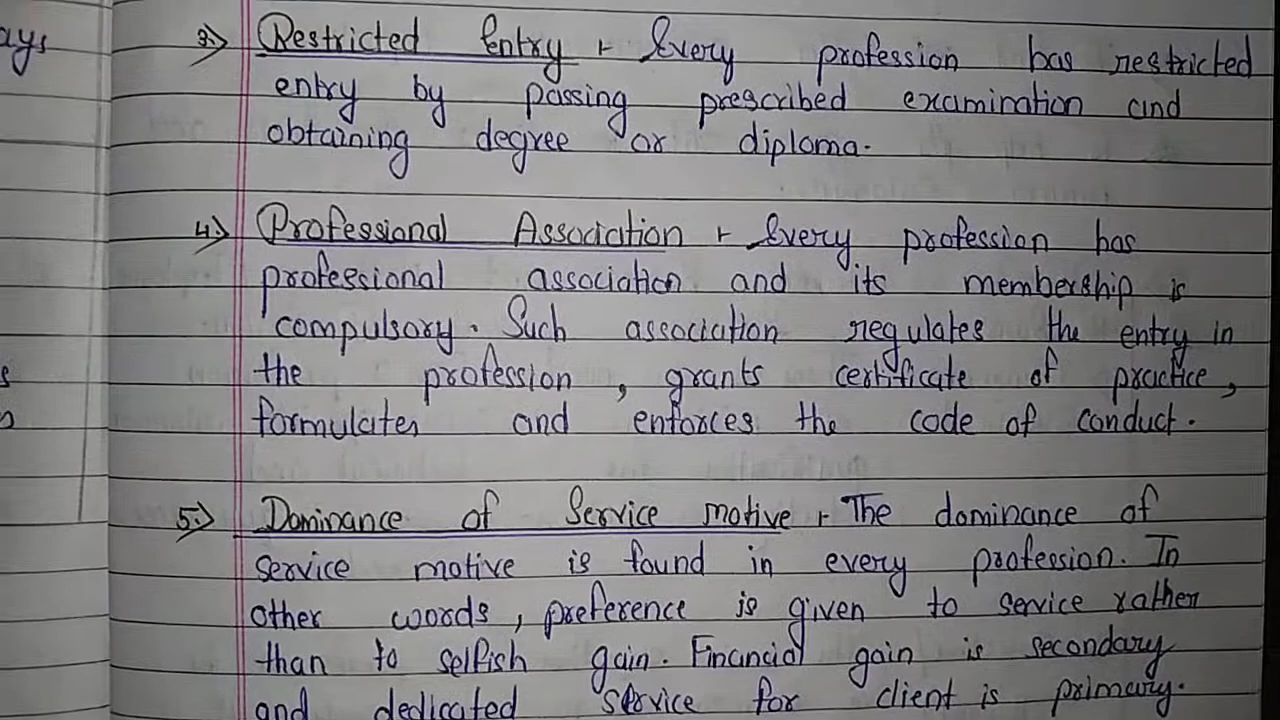 ays
3.> Restricted Entry :- Every profession has restricted
entry by passing prescribed examination and
obtaining degree or diploma.
4.> Professional Association :- Every profession has
professional association and its membership is
compulsory. Such association regulates the entry in
the profession, grants certificate of practice,
formulates and enforces the code of conduct.
5.> Dominance of Service motive :- The dominance of
service motive is found in every profession. In
other words, preference is given to service rather
than to selfish gain. Financial gain is secondary
and dedicated service for client is primary.